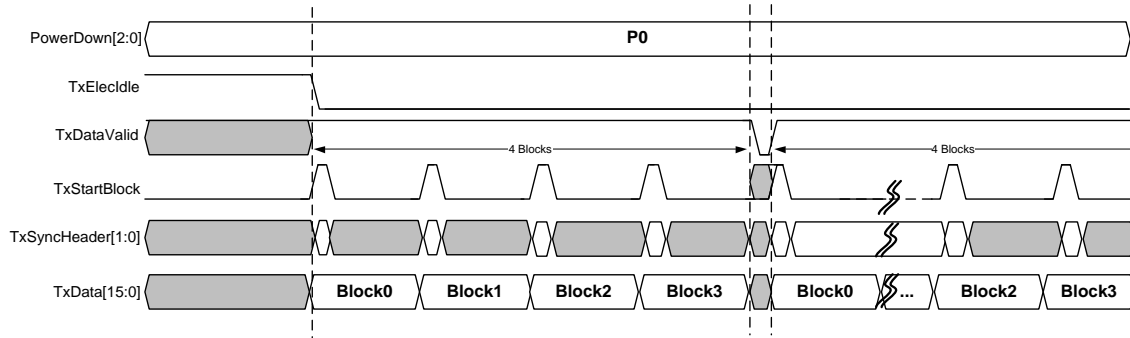 PowerDown[2:0] P0
TxElecIdle
TxDataValid
4 Blocks 4 Blocks
TxStartBlock
TxSyncHeader[1:0]
TxData[15:0] Block0 Block1 Block2 Block3 Block0 ... Block2 Block3